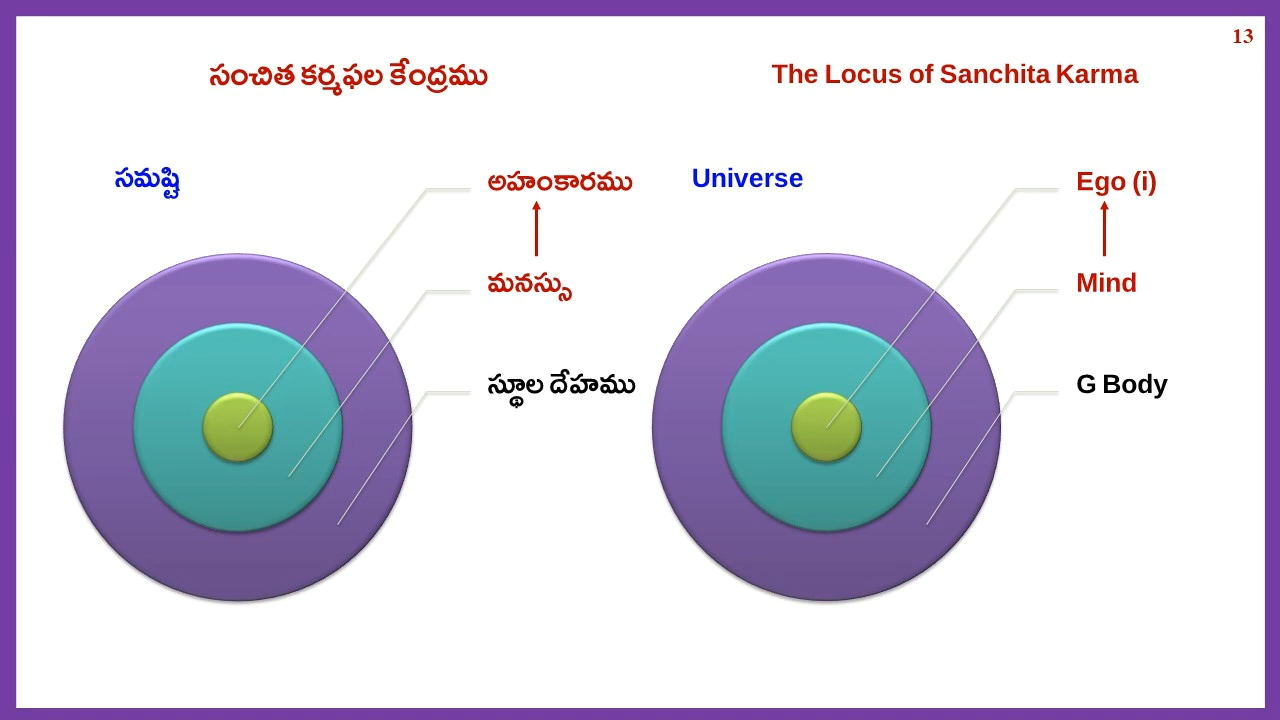 13
సంచిత కర్మఫల కేంద్రము
The Locus of Sanchita Karma
సమష్టి
అహంకారము
మనస్సు
స్థూల దేహము
Universe
Ego (i)
Mind
G Body